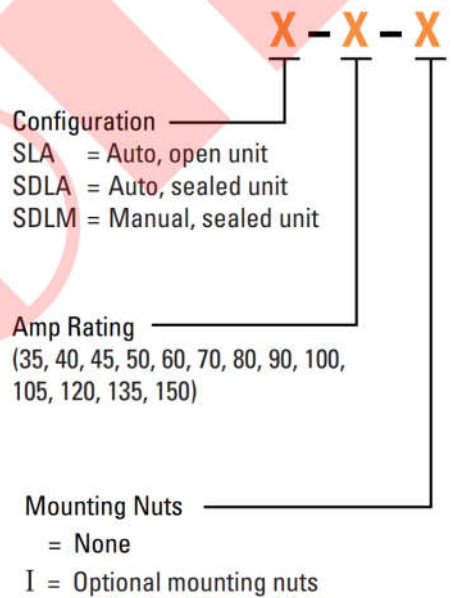 X – X – X
Configuration
SLA = Auto, open unit
SDLA = Auto, sealed unit
SDLM = Manual, sealed unit
Amp Rating
(35, 40, 45, 50, 60, 70, 80, 90, 100,
105, 120, 135, 150)
Mounting Nuts
= None
I = Optional mounting nuts